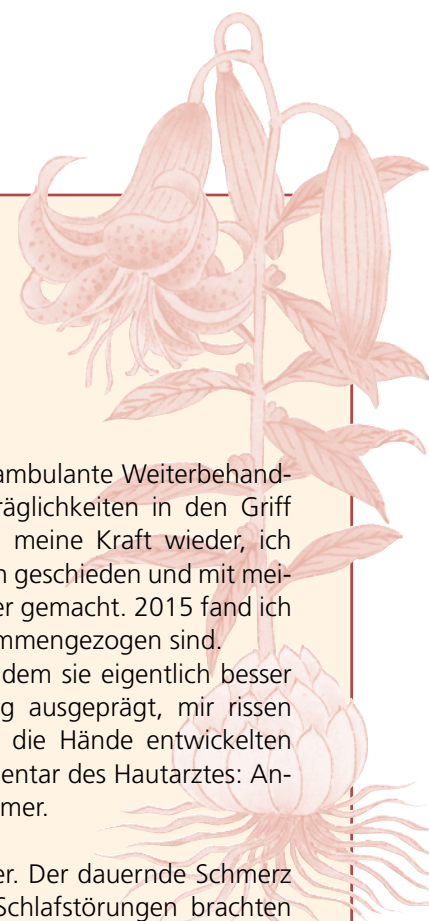 ambulante Weiterbehand-
träglichkeiten in den Griff
meine Kraft wieder, ich
geschieden und mit mei-
er gemacht. 2015 fand ich
mmengezogen sind.
dem sie eigentlich besser
g ausgeprägt, mir rissen
die Hände entwickelten
entar des Hautarztes: An-
mer.
er. Der dauernde Schmerz
Schlafstörungen brachten